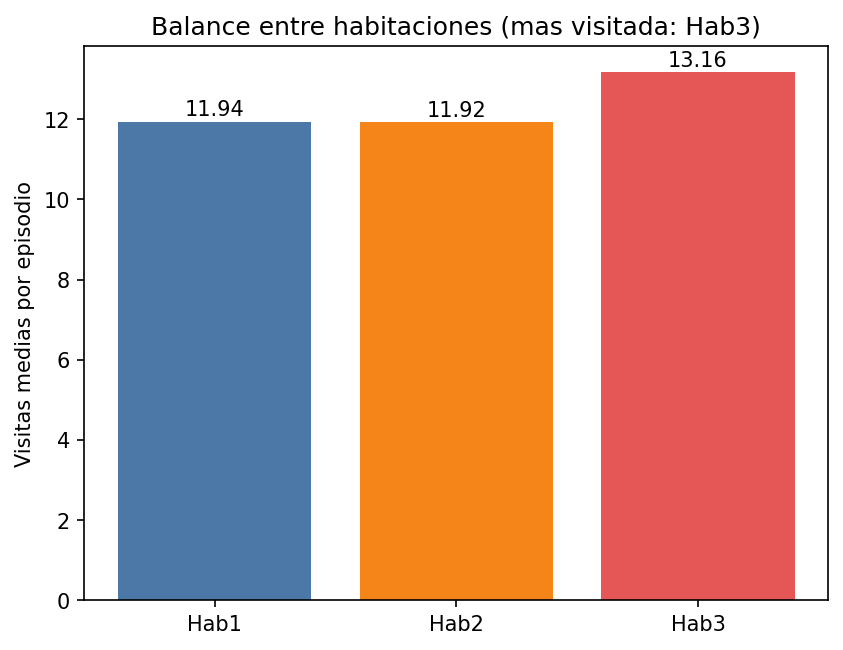 Balance entre habitaciones (mas visitada: Hab3)
Visitas medias por episodio
12
10
8
6
4
2
0
11.94
11.92
13.16
Hab1
Hab2
Hab3